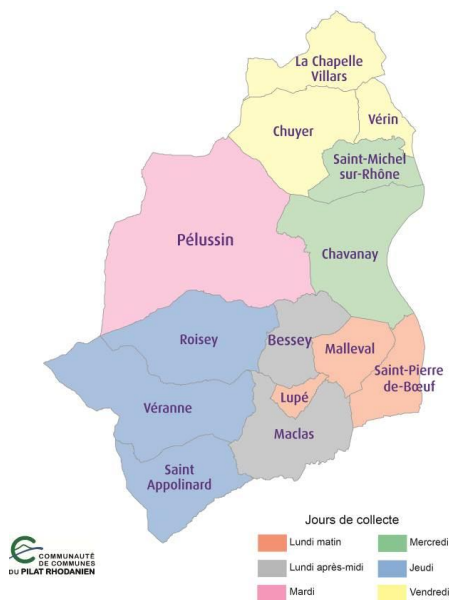 La Chapelle
Villars
Chuyer
Vérin
Saint-Michel
sur-Rhône
Pélussin
Chavanay
Roisey
Bessey
Malleval
Saint-Pierre
de-Bœuf
Lupé
Véranne
Maclas
Saint
Appolinard
Jours de collecte
Lundi matin
Mercredi
Lundi après-midi
Jeudi
Mardi
Vendredi
COMMUNAUTÉ
DE COMMUNES
DU PILAT RHODANIEN